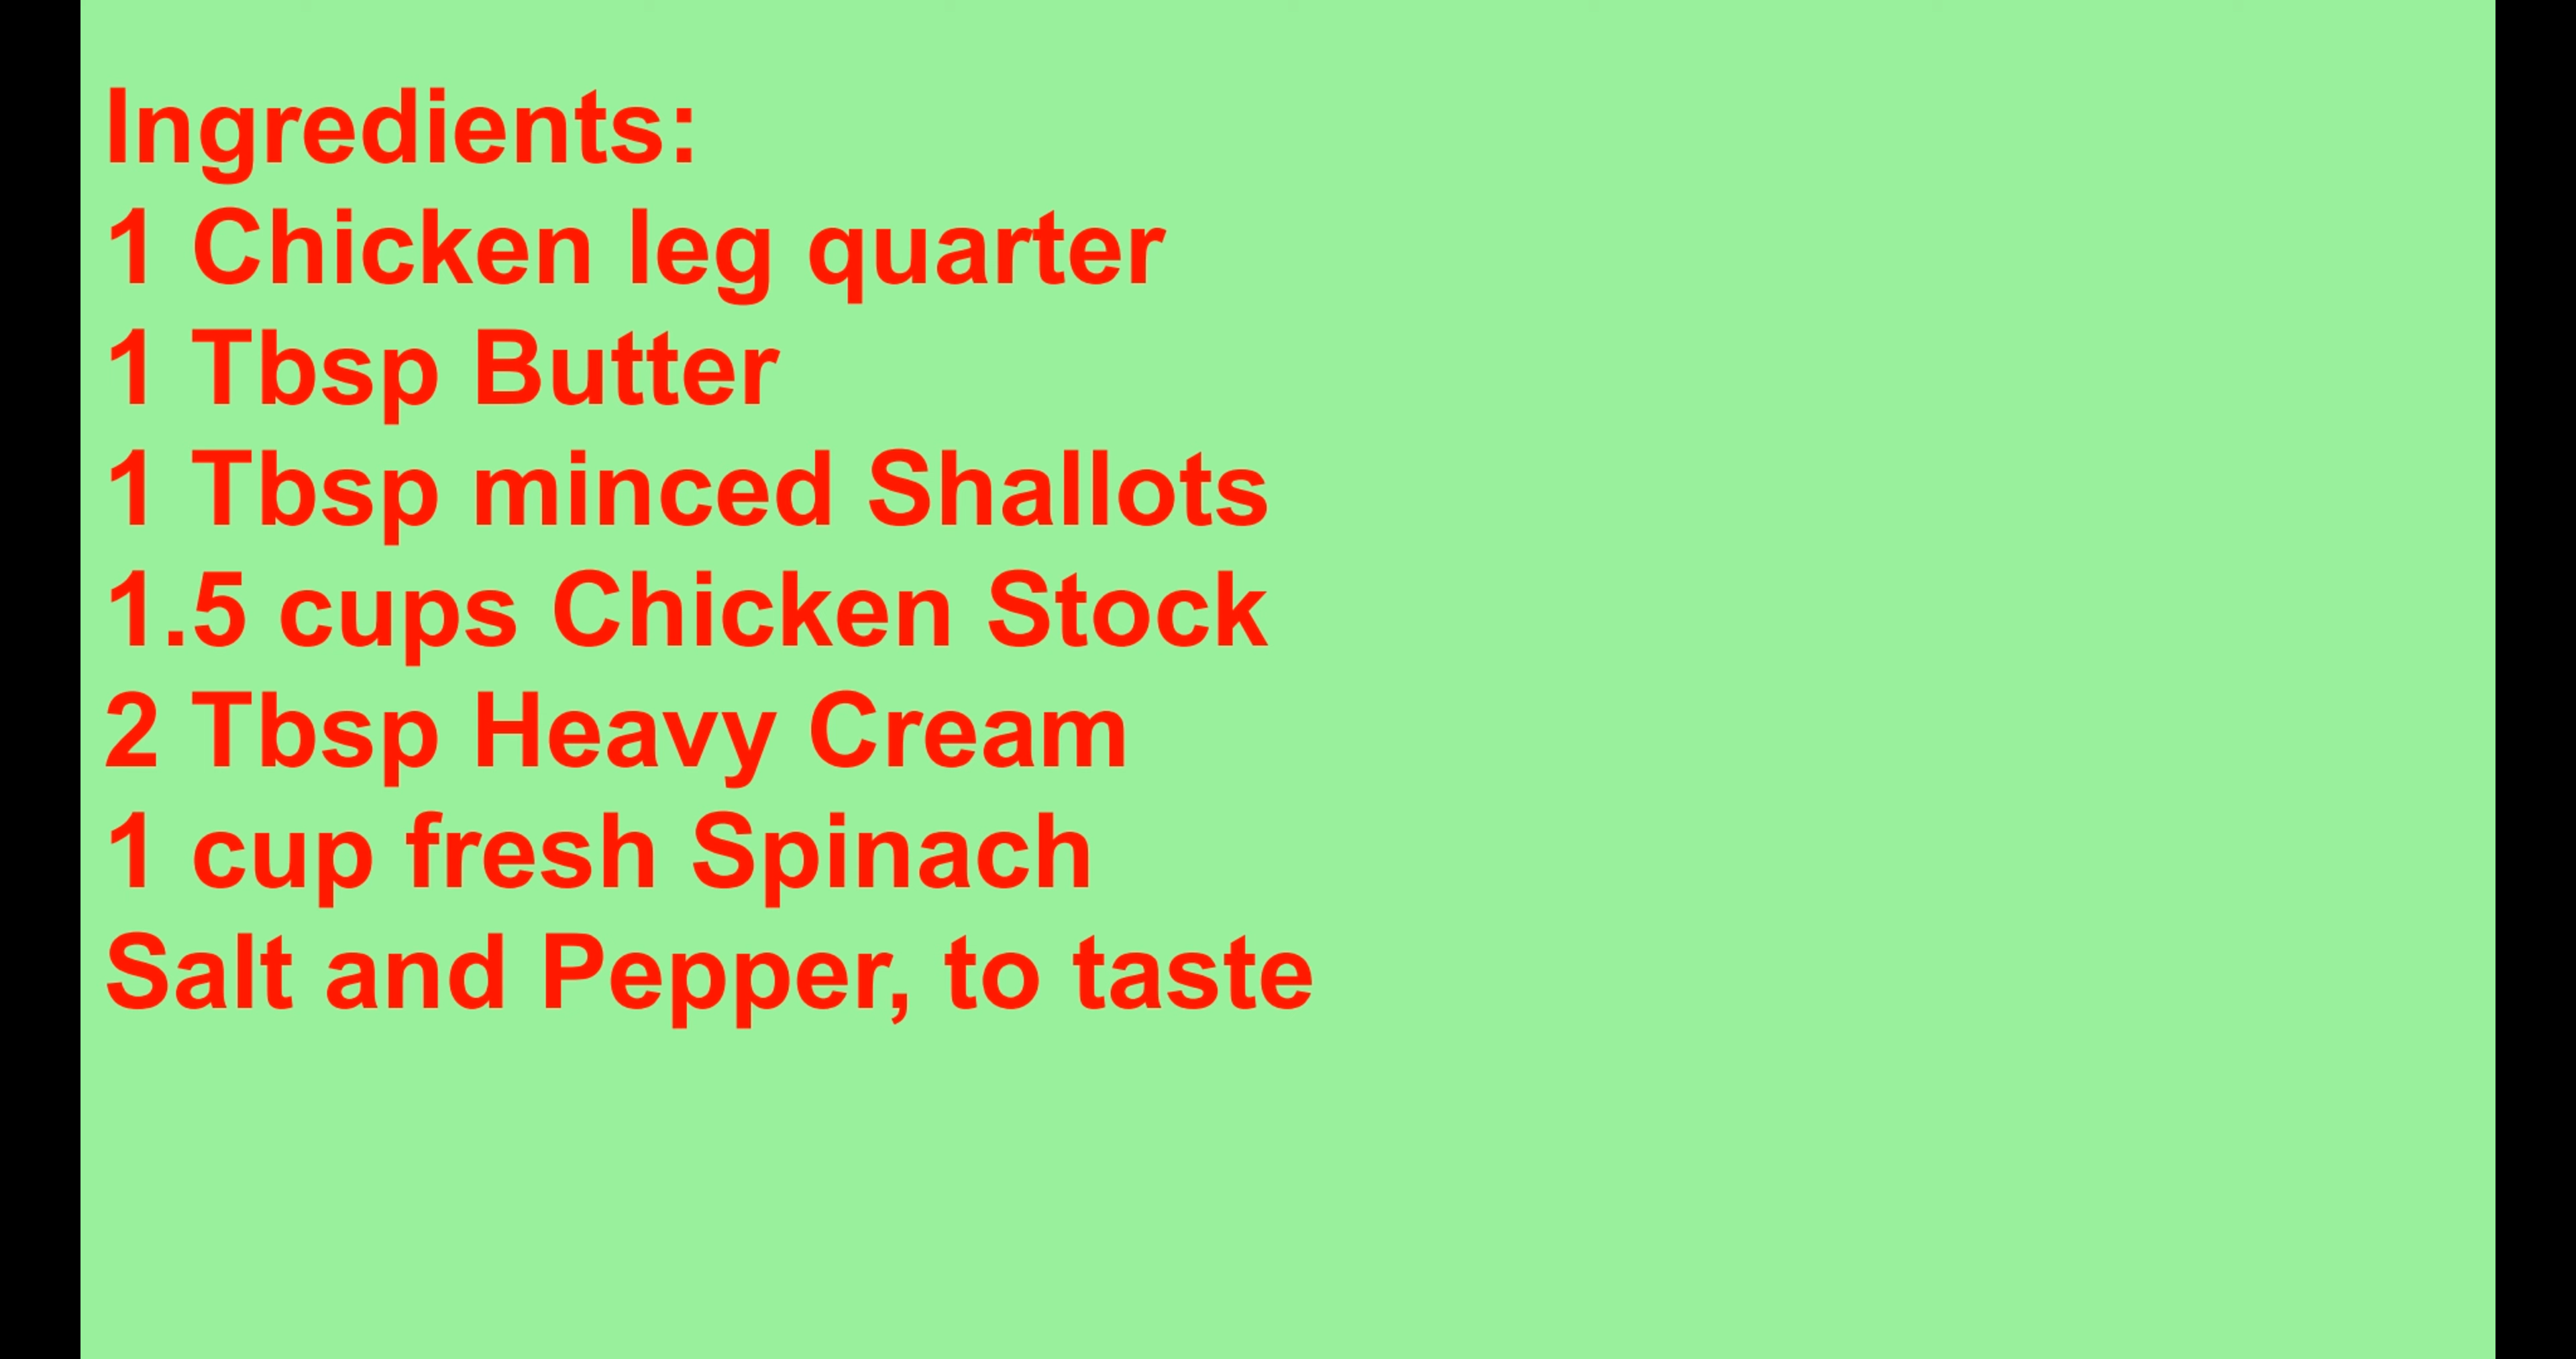 Ingredients:
1 Chicken leg quarter
1 Tbsp Butter
1 Tbsp minced Shallots
1.5 cups Chicken Stock
2 Tbsp Heavy Cream
1 cup fresh Spinach
Salt and Pepper, to taste